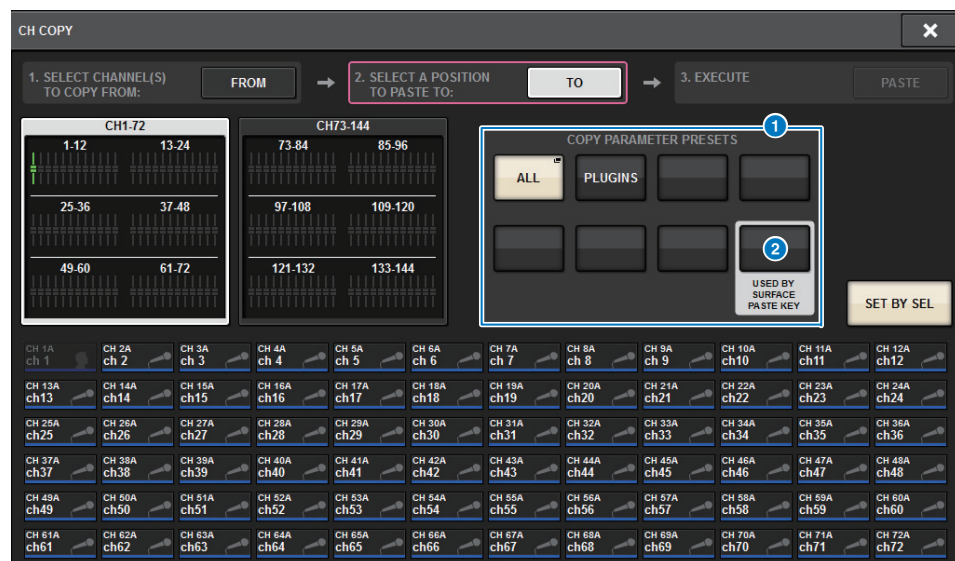 CH COPY
1. SELECT CHANNEL(S)
TO COPY FROM:
FROM
2. SELECT A POSITION
TO PASTE TO:
TO
3. EXECUTE
PASTE
CH1-72
1-12 13-24
25-36 37-48
49-60 61-72
CH73-144
73-84 85-96
97-108 109-120
121-132 133-144
1
COPY PARAMETER PRESETS
ALL PLUGINS
2
USED BY
SURFACE
PASTE KEY
SET BY SEL
CH 1A CH 2A CH 3A CH 4A CH 5A CH 6A CH 7A CH 8A CH 9A CH 10A CH 11A CH 12A
ch 1 ch 2 ch 3 ch 4 ch 5 ch 6 ch 7 ch 8 ch 9 ch10 ch11 ch12
CH 13A CH 14A CH 15A CH 16A CH 17A CH 18A CH 19A CH 20A CH 21A CH 22A CH 23A CH 24A
ch13 ch14 ch15 ch16 ch17 ch18 ch19 ch20 ch21 ch22 ch23 ch24
CH 25A CH 26A CH 27A CH 28A CH 29A CH 30A CH 31A CH 32A CH 33A CH 34A CH 35A CH 36A
ch25 ch26 ch27 ch28 ch29 ch30 ch31 ch32 ch33 ch34 ch35 ch36
CH 37A CH 38A CH 39A CH 40A CH 41A CH 42A CH 43A CH 44A CH 45A CH 46A CH 47A CH 48A
ch37 ch38 ch39 ch40 ch41 ch42 ch43 ch44 ch45 ch46 ch47 ch48
CH 49A CH 50A CH 51A CH 52A CH 53A CH 54A CH 55A CH 56A CH 57A CH 58A CH 59A CH 60A
ch49 ch50 ch51 ch52 ch53 ch54 ch55 ch56 ch57 ch58 ch59 ch60
CH 61A CH 62A CH 63A CH 64A CH 65A CH 66A CH 67A CH 68A CH 69A CH 70A CH 71A CH 72A
ch61 ch62 ch63 ch64 ch65 ch66 ch67 ch68 ch69 ch70 ch71 ch72